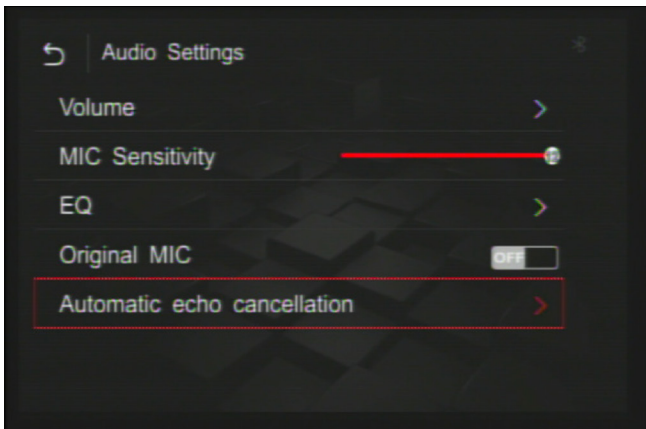 Audio Settings
Volume
MIC Sensitivity
EQ
Original MIC
OFF
Automatic echo cancellation